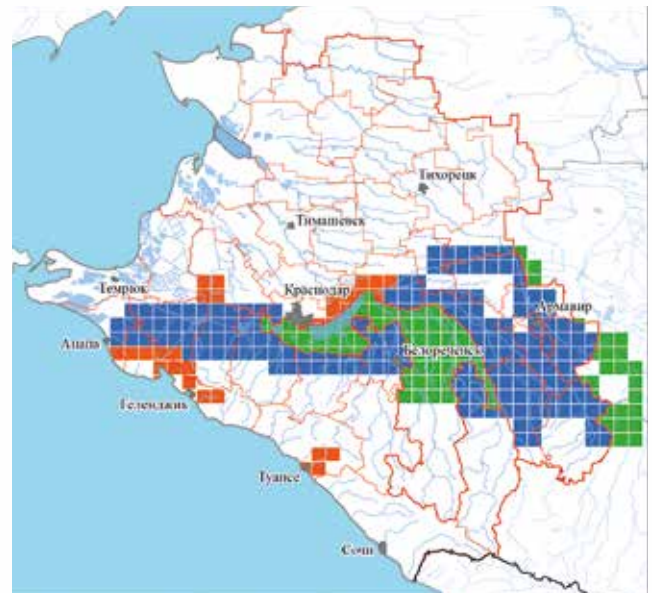 Тихорецк
Тимашевск
Темрюк
Краснодар
Армавир
Анапа
Белореченск
Геленджик
Туапсе
Сочи